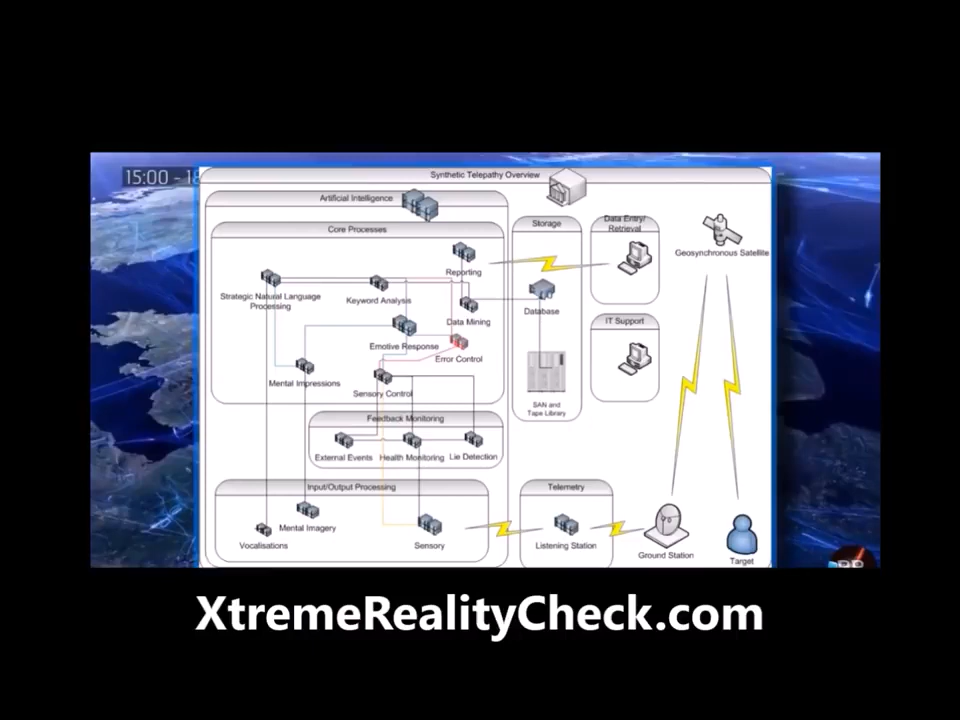 15:00 - 18
Synthetic Telepathy Overview
Artificial Intelligence
Core Processes
Reporting
Strategic Natural Language
Processing
Keyword Analysis
Data Mining
Emotive Response
Error Control
Mental Impressions
Sensory Control
Feedback Monitoring
External Events
Health Monitoring
Lie Detection
Input/Output Processing
Mental Imagery
Vocalisations
Sensory
Storage
Database
SAN and
Tape Library
Data Entry/
Retrieval
IT Support
Telemetry
Listening Station
Geosynchronous Satellite
Ground Station
Target
XtremeRealityCheck.com